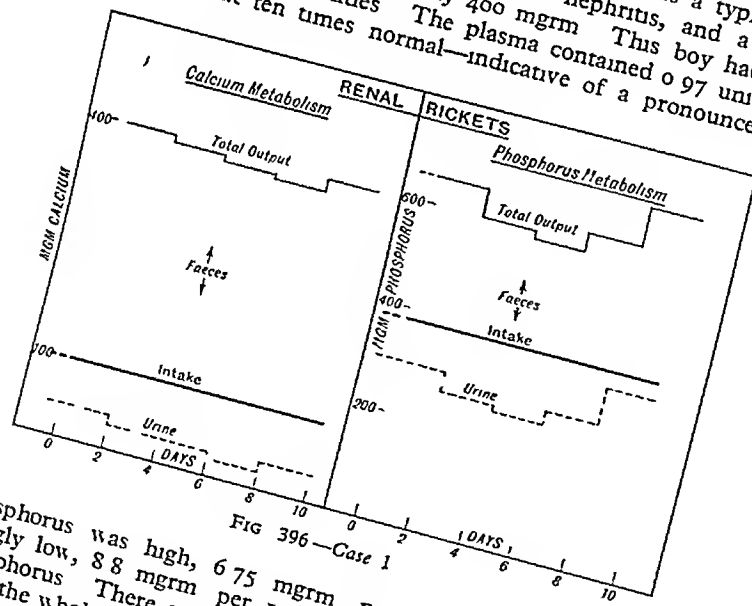 s a typ
nephritis, and a
y 400 mgrm This boy had
ties The plasma contained 0 97 uni
ut ten times normal—indicative of a pronounce
RENAL RICKETS
Calcium Metabolism
400
Total Output
MGM CALCIUM
Faeces
100
Intake
Urine
DAYS
0 2 4 6 8 10
Phosphorus Metabolism
600
Total Output
MGM PHOSPHORUS
Faeces
400
Intake
Urine
200
DAYS
0 2 4 6 8 10
FIG 396—Case 1
sphorus was high, 6 75 mgrm
gly low, 8 8 mgrm per
phorus There
the whol